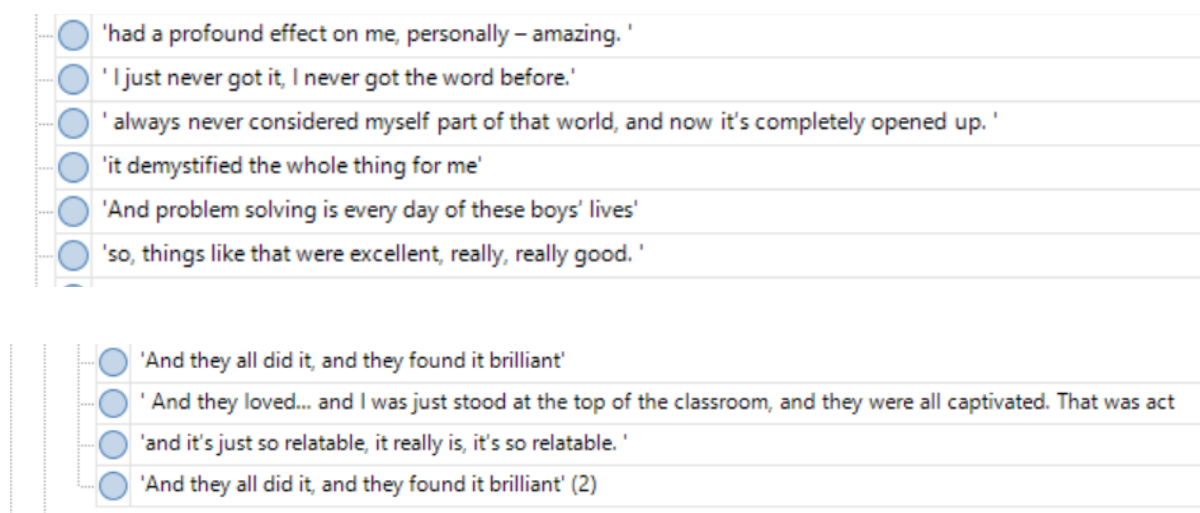 'had a profound effect on me, personally – amazing. '
' I just never got it, I never got the word before.'
' always never considered myself part of that world, and now it's completely opened up. '
'it demystified the whole thing for me'
'And problem solving is every day of these boys' lives'
'so, things like that were excellent, really, really good. '
'And they all did it, and they found it brilliant'
' And they loved... and I was just stood at the top of the classroom, and they were all captivated. That was act
'and it's just so relatable, it really is, it's so relatable. '
'And they all did it, and they found it brilliant' (2)